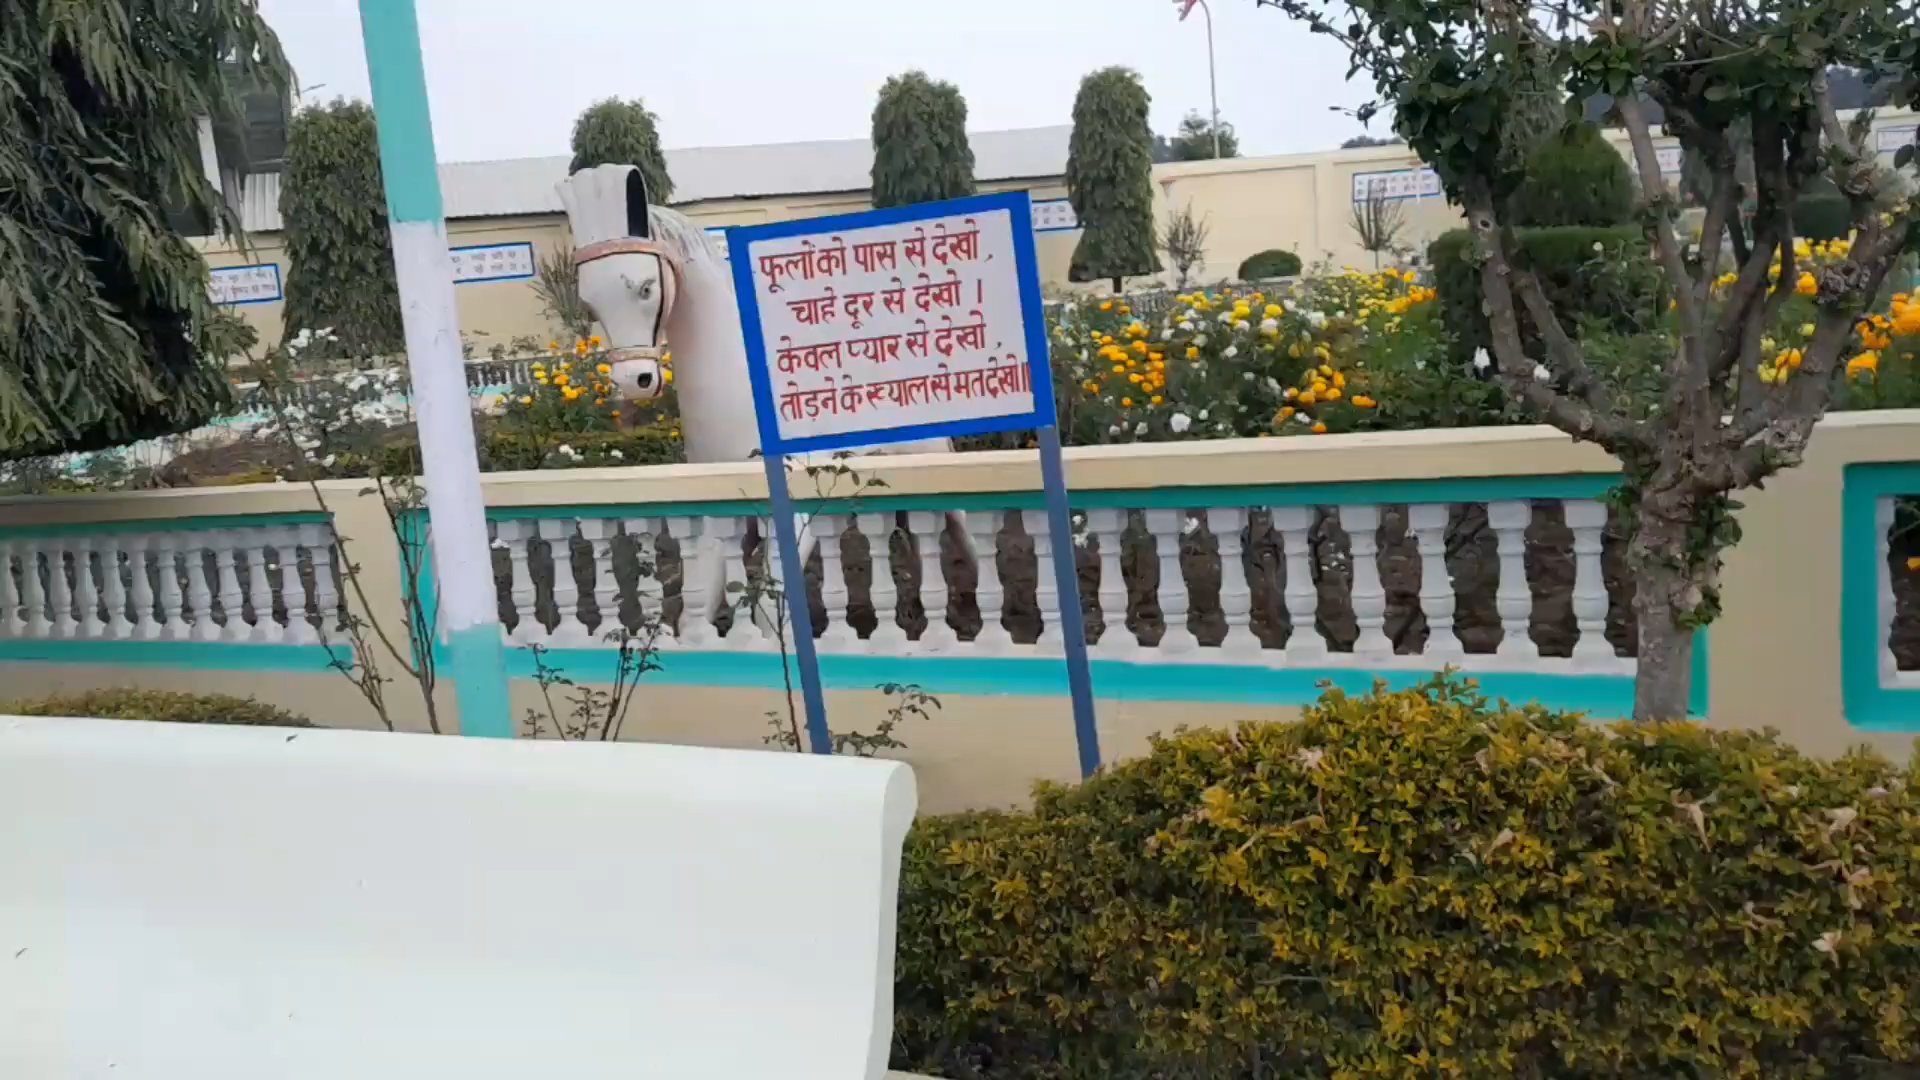 फूलों को पास से देखो,
चाहे दूर से देखो ।
केवल प्यार से देखो,
तोड़ने के ख्याल से मत देखो॥